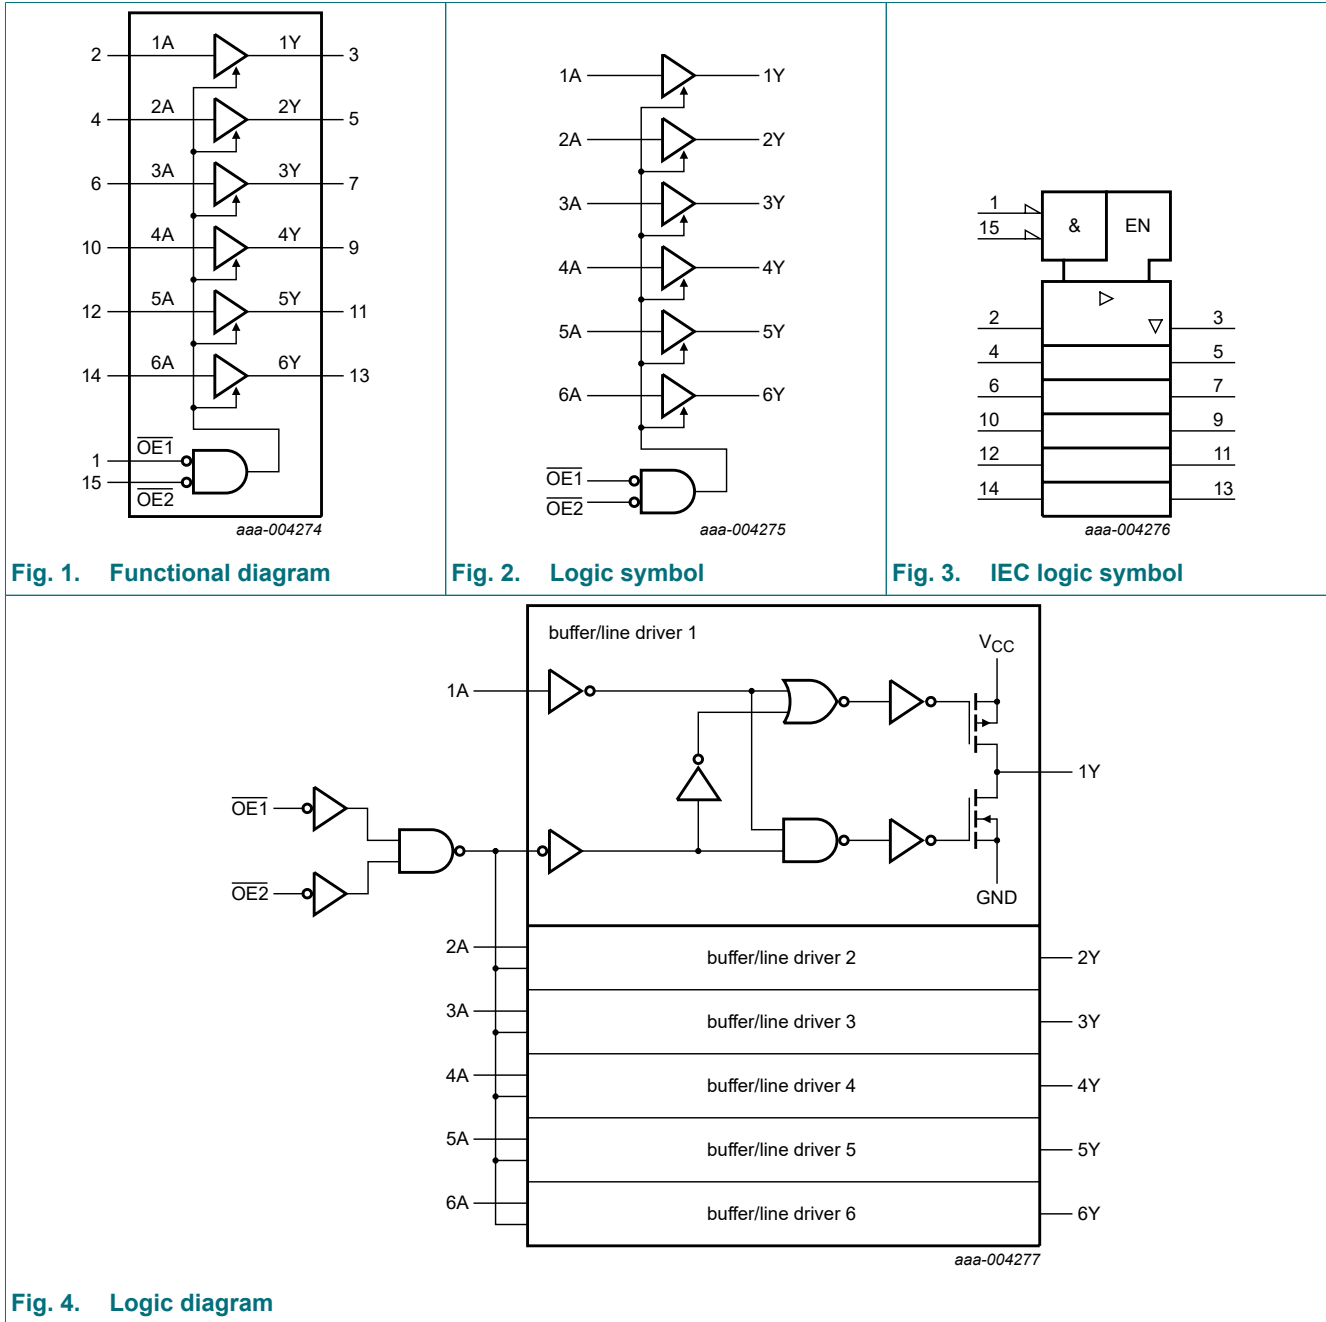 2 1A 1Y 3
4 2A 2Y 5
6 3A 3Y 7
10 4A 4Y 9
12 5A 5Y 11
14 6A 6Y 13
1 OE1
15 OE2
aaa-004274
Fig. 1. Functional diagram
1A 1Y
2A 2Y
3A 3Y
4A 4Y
5A 5Y
6A 6Y
OE1
OE2
aaa-004275
Fig. 2. Logic symbol
1
15
& EN
2 3
4 5
6 7
10 9
12 11
14 13
aaa-004276
Fig. 3. IEC logic symbol
buffer/line driver 1
VCC
1A
1Y
OE1
OE2
GND
2A buffer/line driver 2 2Y
3A buffer/line driver 3 3Y
4A buffer/line driver 4 4Y
5A buffer/line driver 5 5Y
6A buffer/line driver 6 6Y
aaa-004277
Fig. 4. Logic diagram